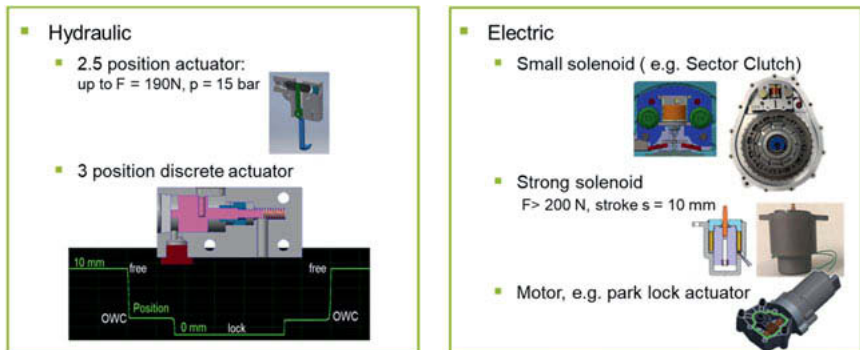 Hydraulic
2.5 position actuator:
up to F = 190N, p = 15 bar
3 position discrete actuator
10 mm
free
free
Position
OWC
OWC
0 mm
lock
Electric
Small solenoid ( e.g. Sector Clutch)
Strong solenoid
F> 200 N, stroke s = 10 mm
Motor, e.g. park lock actuator